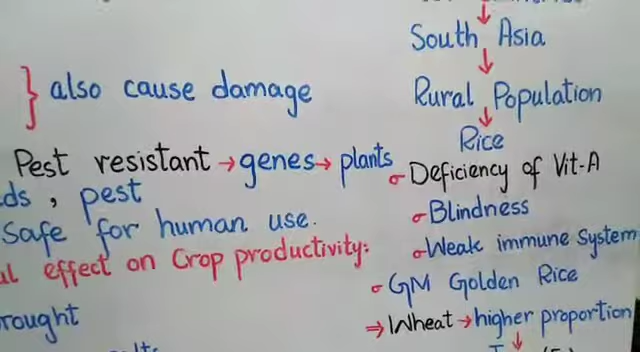 South Asia
Rural Population
Rice
Deficiency of Vit-A
Blindness
Weak immune System
GM Golden Rice
⇒ Wheat → higher proportion
} also cause damage
Pest resistant → genes → plants
ds, pest
Safe for human use.
effect on Crop productivity:
rought